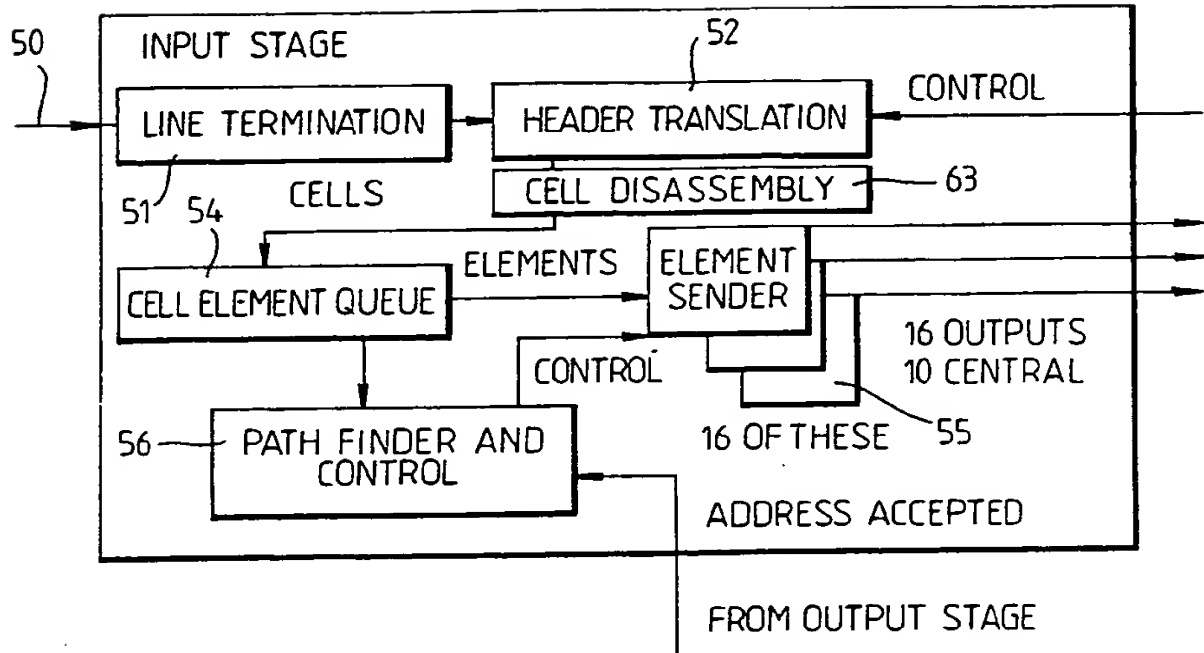 50
INPUT STAGE
52
LINE TERMINATION
HEADER TRANSLATION
CONTROL
51
54
CELLS
CELL DISASSEMBLY
63
CELL ELEMENT QUEUE
ELEMENTS
ELEMENT
SENDER
16 OUTPUTS
10 CENTRAL
CONTROL
56
PATH FINDER AND
CONTROL
16 OF THESE
55
ADDRESS ACCEPTED
FROM OUTPUT STAGE